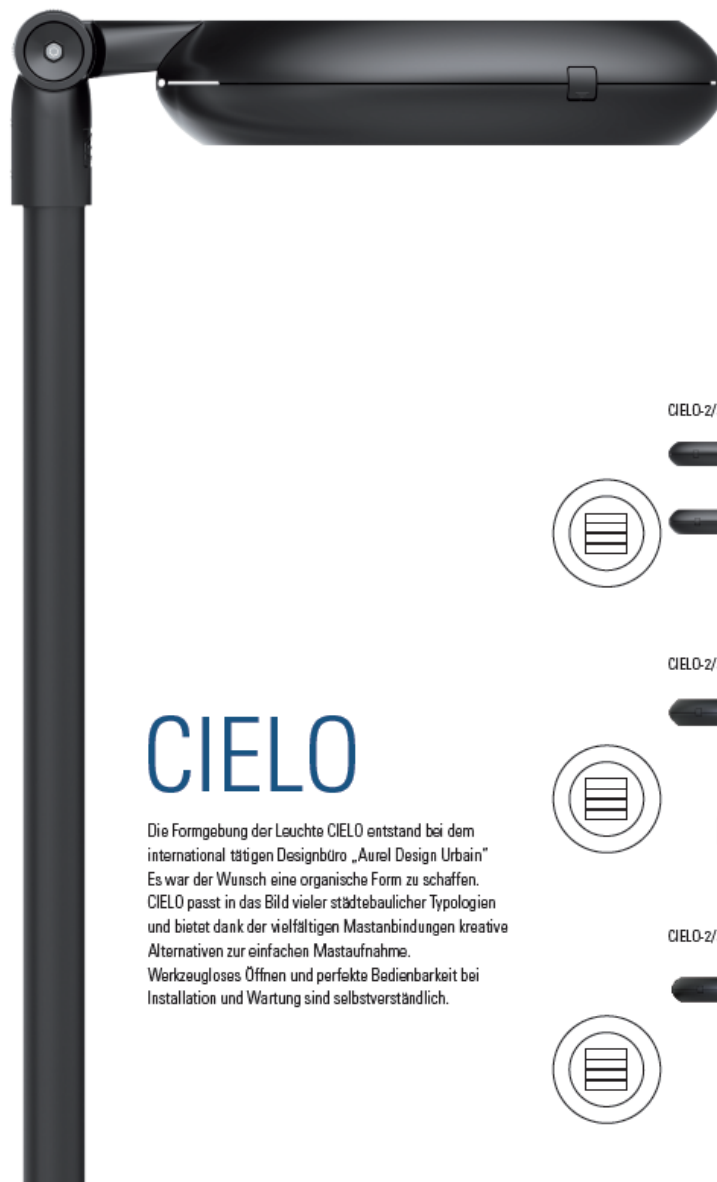 CIELO-2/
CIELO-2/
CIELO
Die Formgebung der Leuchte CIELO entstand bei dem
international tätigen Designbüro „Aurel Design Urbain“
Es war der Wunsch eine organische Form zu schaffen.
CIELO passt in das Bild vieler städtebaulicher Typologien
und bietet dank der vielfältigen Mastanbindungen kreative
Alternativen zur einfachen Mastaufnahme.
Werkzeugloses Öffnen und perfekte Bedienbarkeit bei
Installation und Wartung sind selbstverständlich.
CIELO-2/